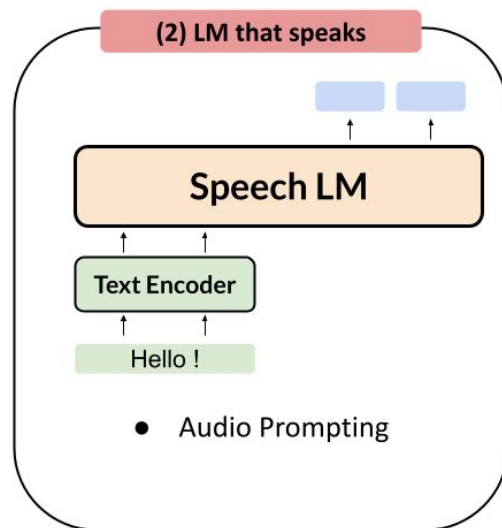 (2) LM that speaks
Speech LM
Text Encoder
Hello !
● Audio Prompting